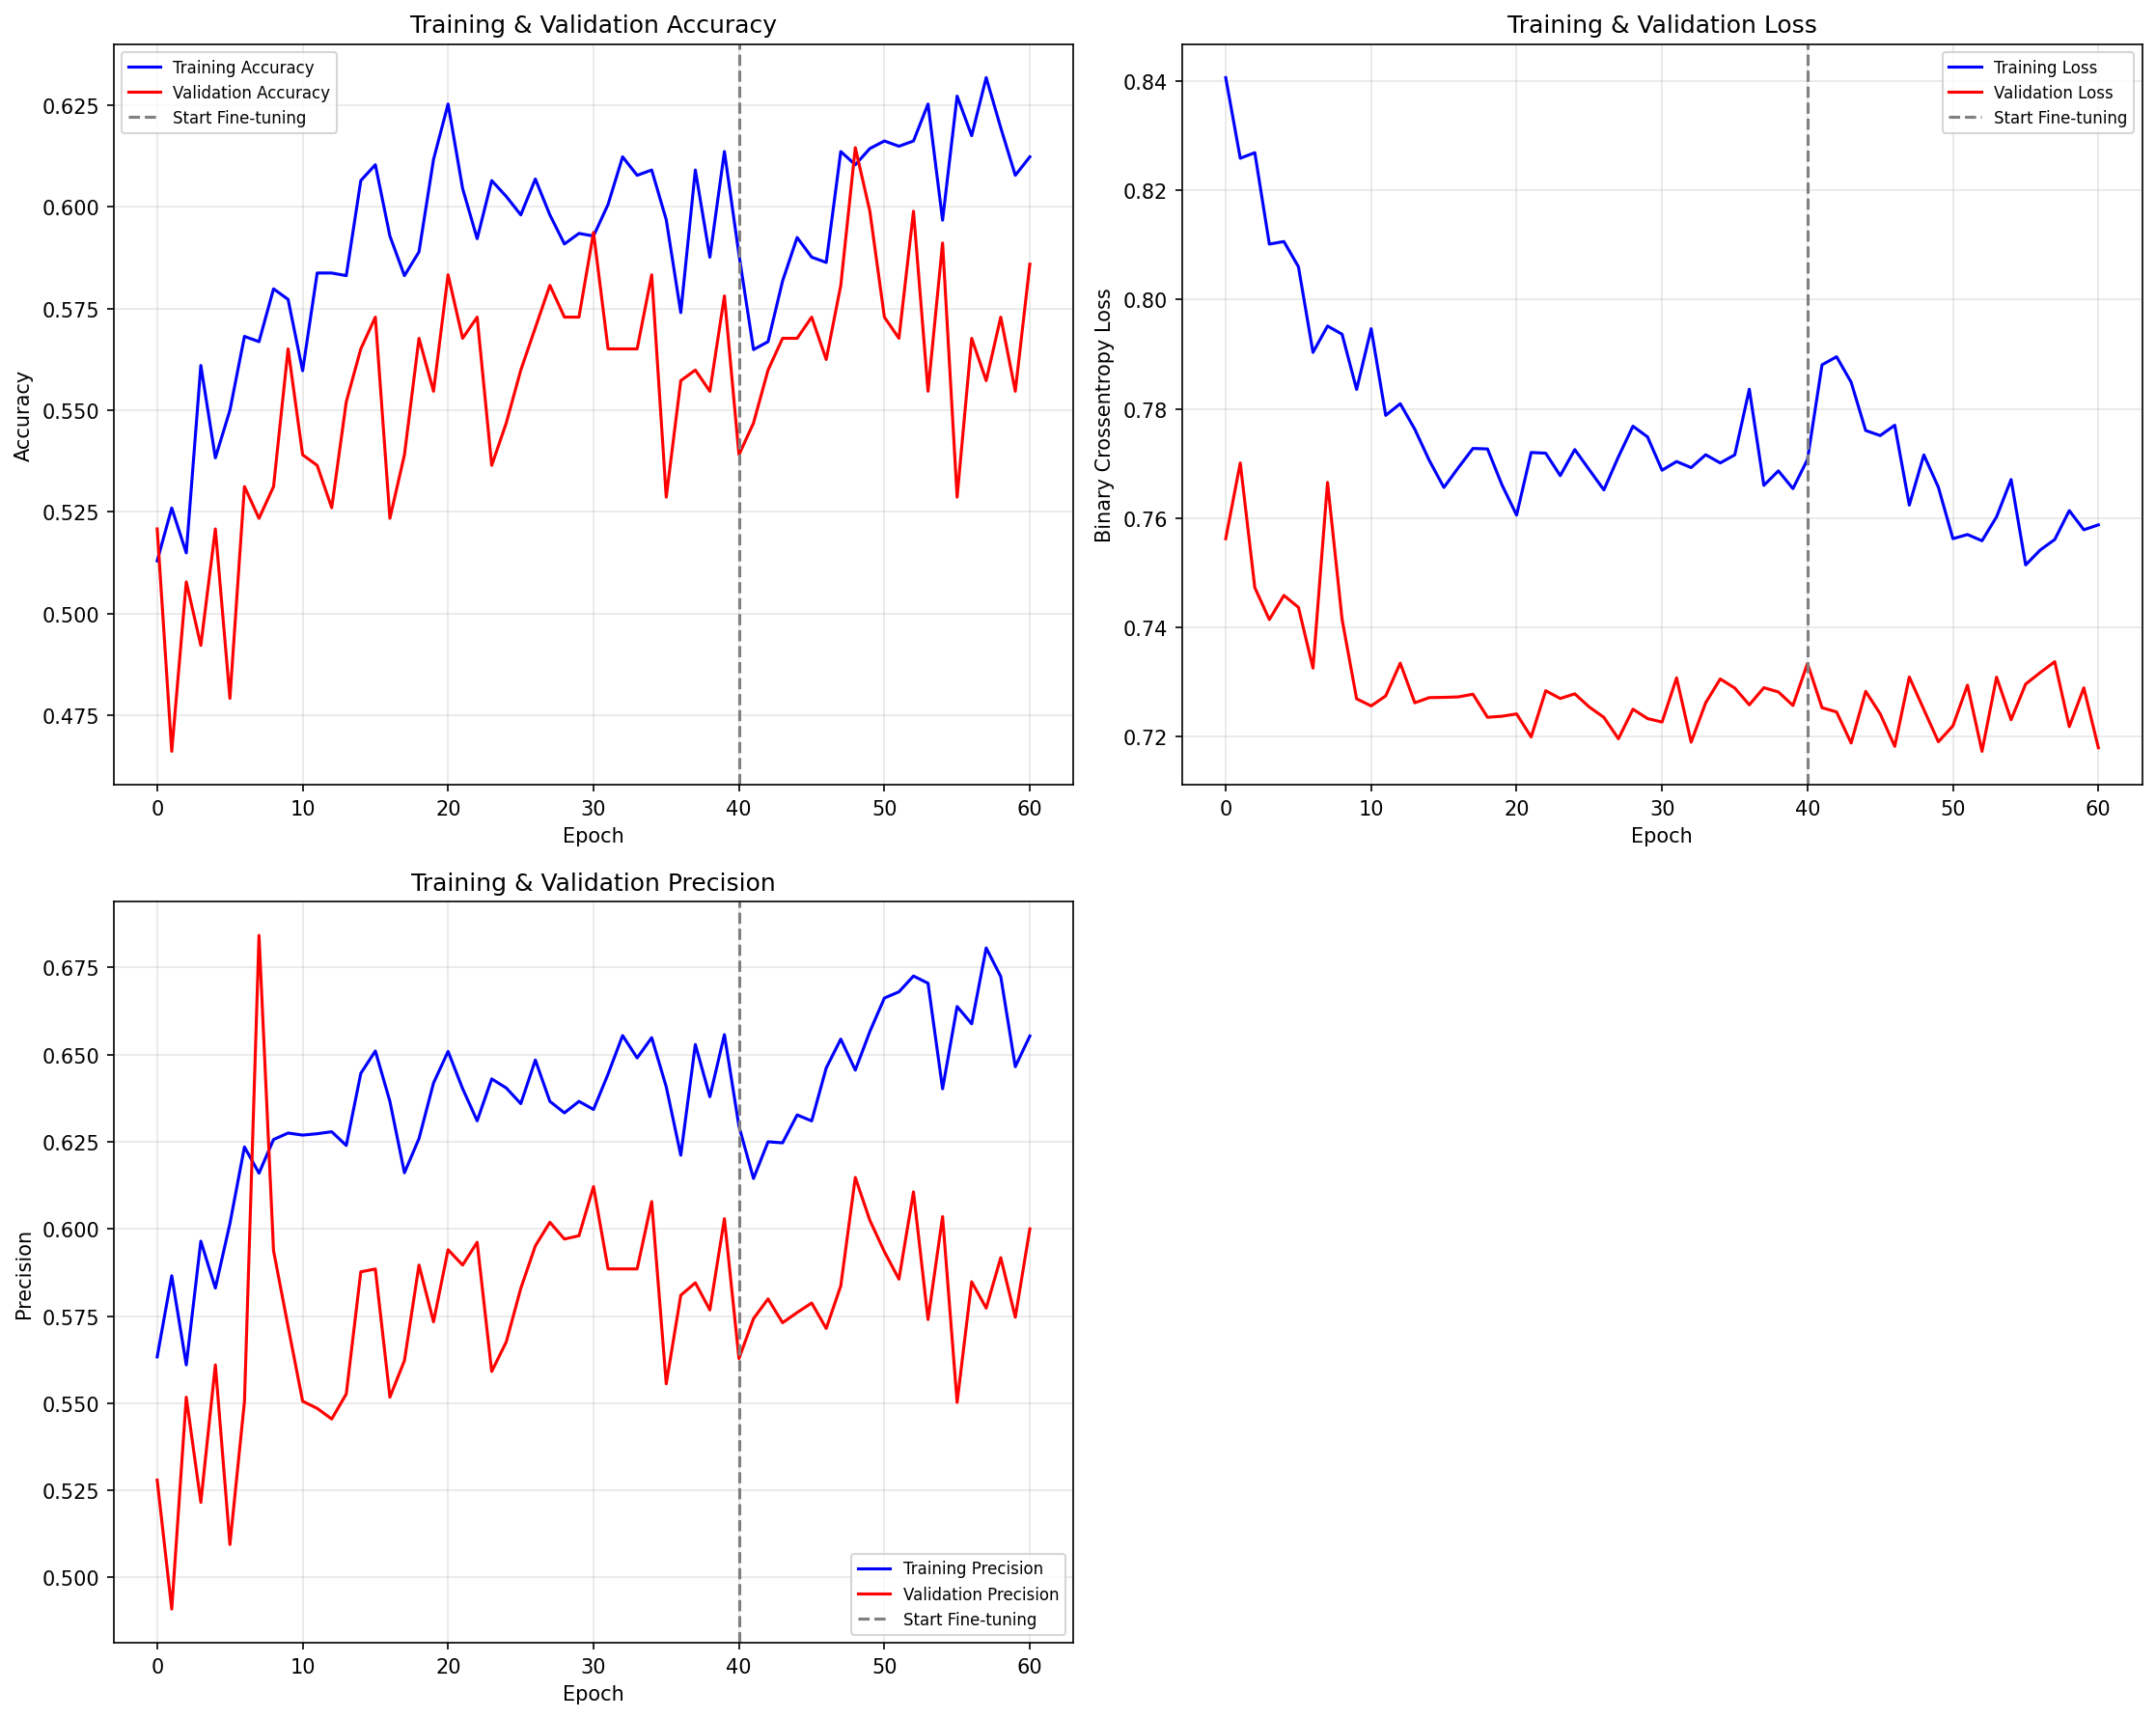 Training & Validation Accuracy
Training Accuracy
Validation Accuracy
Start Fine-tuning
0.625
0.600
0.575
0.550
0.525
0.500
0.475
Accuracy
0 10 20 30 40 50 60
Epoch
Training & Validation Loss
Training Loss
Validation Loss
Start Fine-tuning
0.84
0.82
0.80
0.78
0.76
0.74
0.72
Binary Crossentropy Loss
0 10 20 30 40 50 60
Epoch
Training & Validation Precision
0.675
0.650
0.625
0.600
0.575
0.550
0.525
0.500
Precision
Training Precision
Validation Precision
Start Fine-tuning
0 10 20 30 40 50 60
Epoch